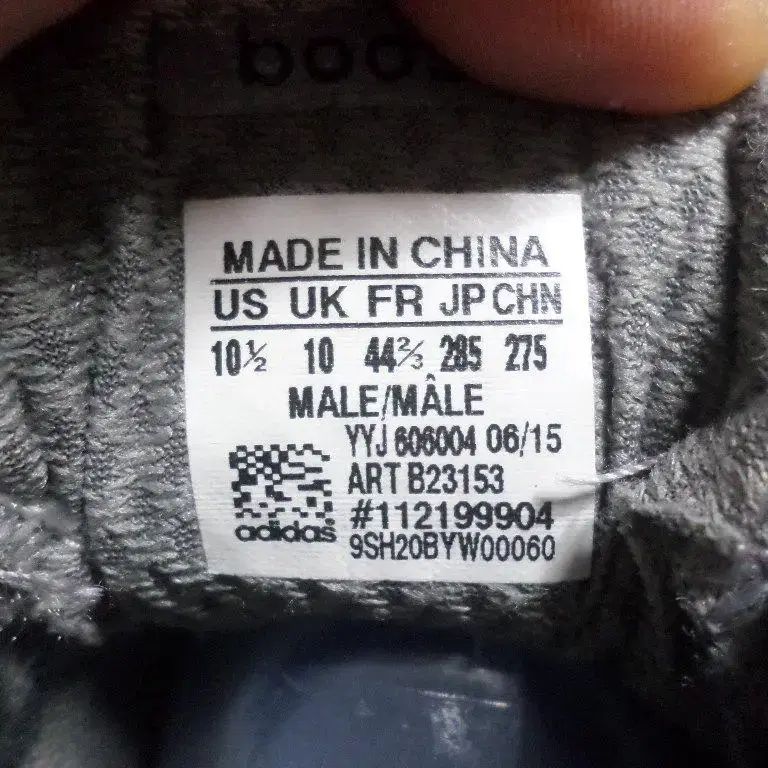 boos
MADE IN CHINA
US UK FR JP CHN
10½ 10 44⅔ 285 275
MALE/MÂLE
YYJ 606004 06/15
ART B23153
#112199904
9SH20BYW00060
adidas